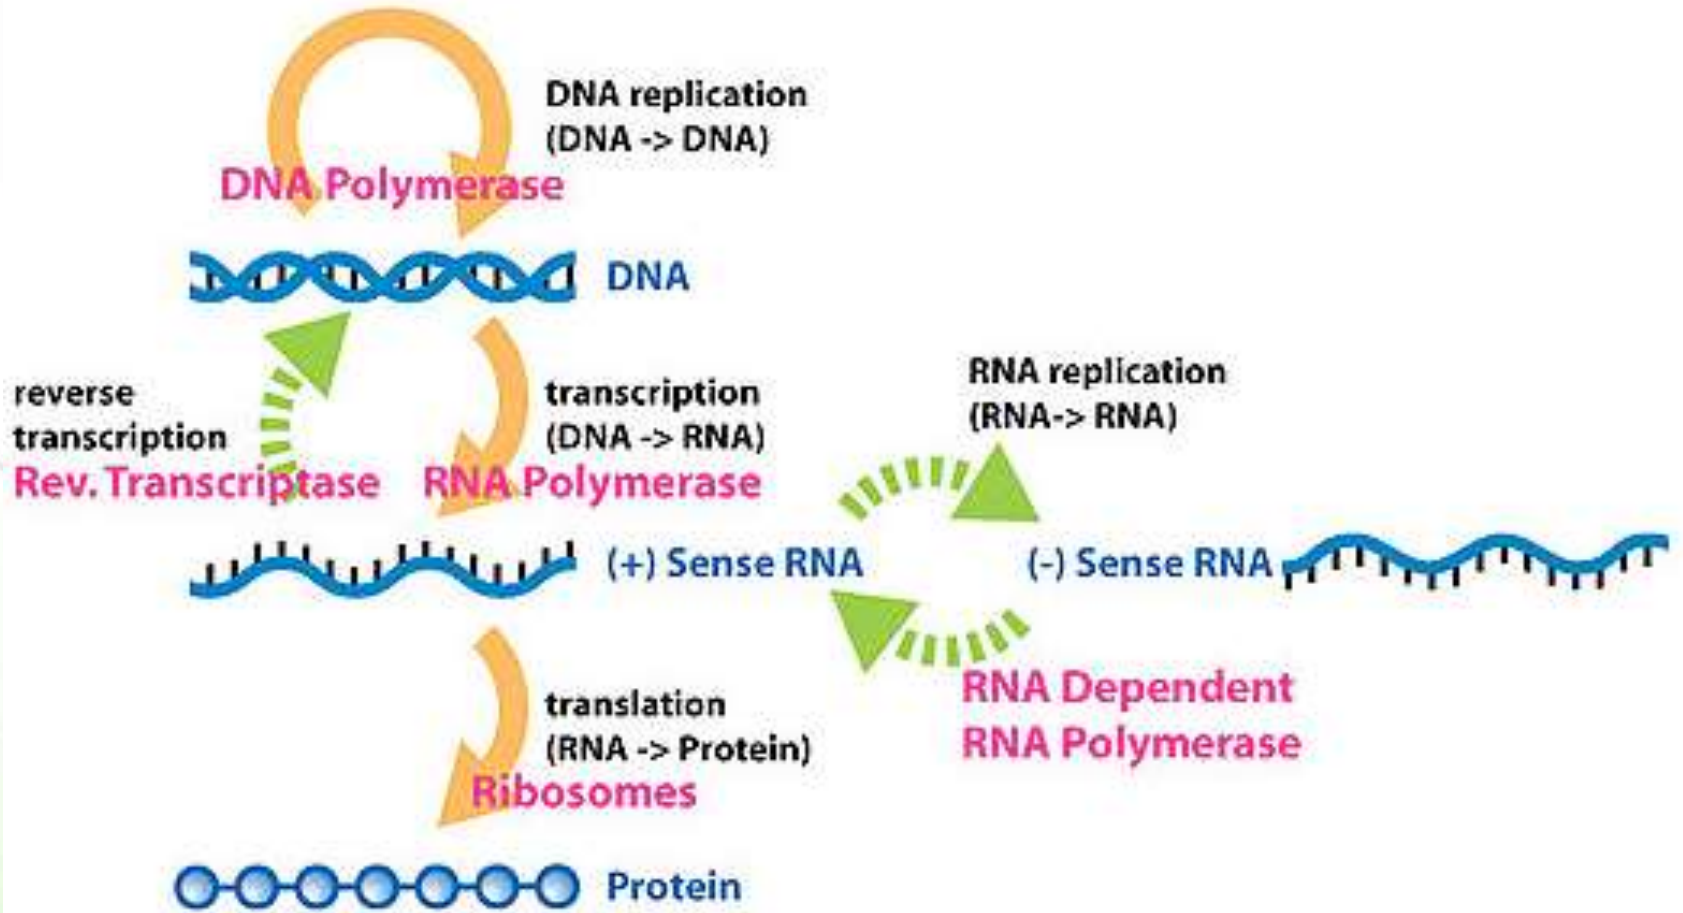 DNA replication
(DNA -> DNA)
DNA Polymerase
DNA
reverse
transcription
Rev. Transcriptase
transcription
(DNA -> RNA)
RNA Polymerase
RNA replication
(RNA-> RNA)
(+) Sense RNA
(-) Sense RNA
RNA Dependent
RNA Polymerase
translation
(RNA -> Protein)
Ribosomes
Protein